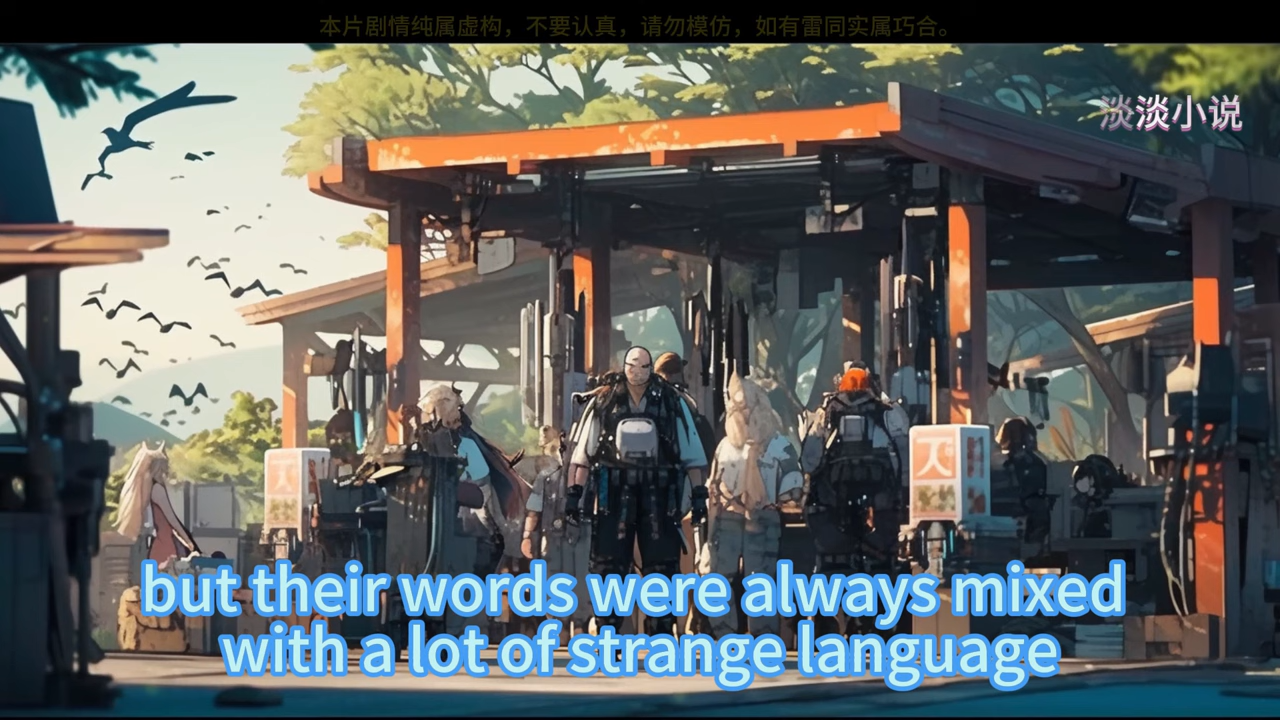 本片剧情纯属虚构，不要认真，请勿模仿，如有雷同实属巧合。
淡淡小说
but their words were always mixed
with a lot of strange language